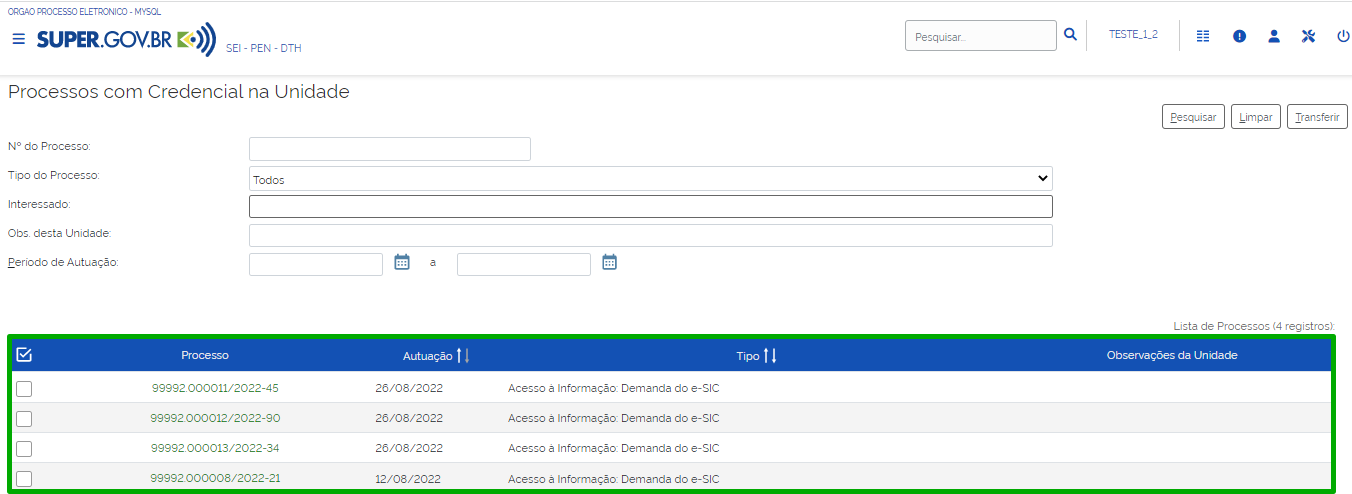 ORGAO PROCESSO ELETRONICO - MYSQL
SUPER.GOV.BR
SEI - PEN - DTH
Pesquisar...
TESTE_1_2
Processos com Credencial na Unidade
Pesquisar Limpar Transferir
Nº do Processo:
Tipo do Processo: Todos
Interessado:
Obs. desta Unidade:
Período de Autuação: a
Lista de Processos (4 registros):
Processo Autuação Tipo Observações da Unidade
99992.000011/2022-45 26/08/2022 Acesso à Informação: Demanda do e-SIC
99992.000012/2022-90 26/08/2022 Acesso à Informação: Demanda do e-SIC
99992.000013/2022-34 26/08/2022 Acesso à Informação: Demanda do e-SIC
99992.000008/2022-21 12/08/2022 Acesso à Informação: Demanda do e-SIC